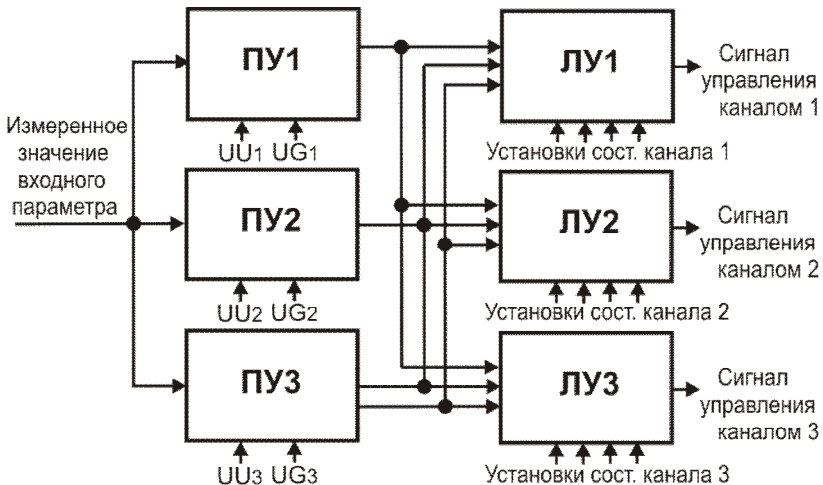 ПУ1
ЛУ1
Сигнал
управления
каналом 1
Измеренное
значение
входного
параметра
UU1 UG1
Установки сост. канала 1
ПУ2
ЛУ2
Сигнал
управления
каналом 2
UU2 UG2
Установки сост. канала 2
ПУ3
ЛУ3
Сигнал
управления
каналом 3
UU3 UG3
Установки сост. канала 3